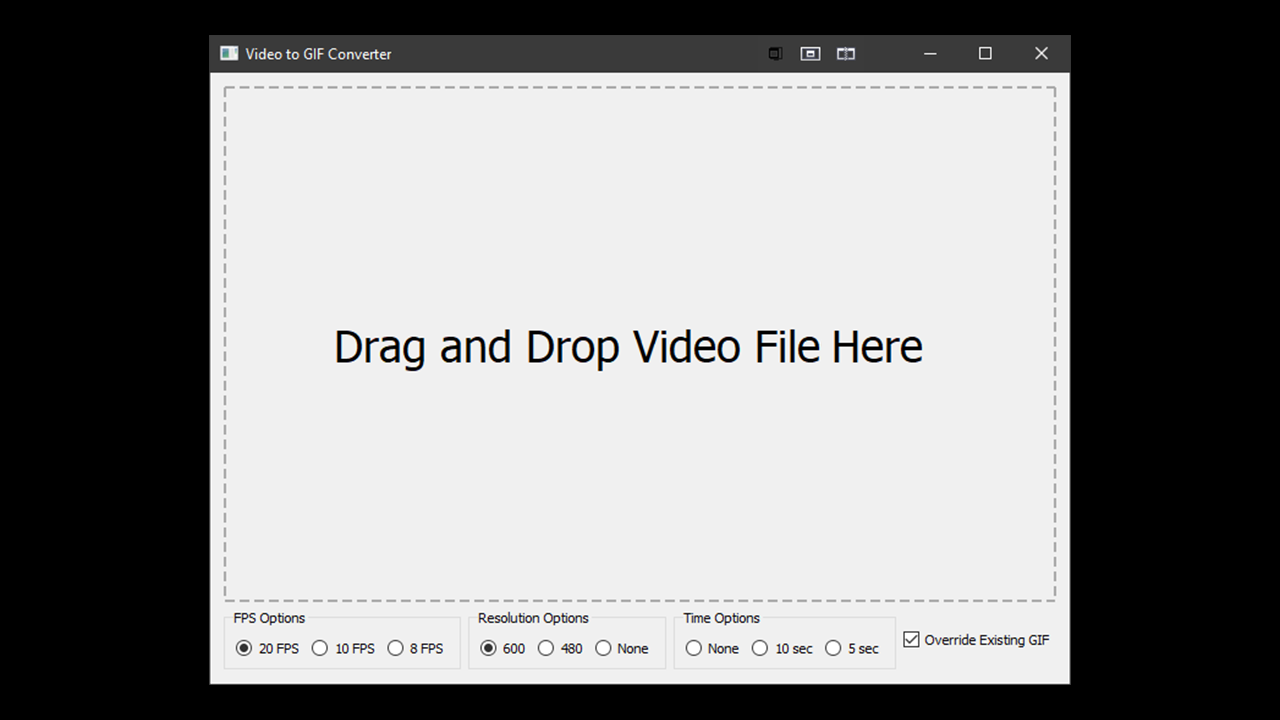 Video to GIF Converter
Drag and Drop Video File Here
FPS Options
20 FPS 10 FPS 8 FPS
Resolution Options
600 480 None
Time Options
None 10 sec 5 sec
Override Existing GIF